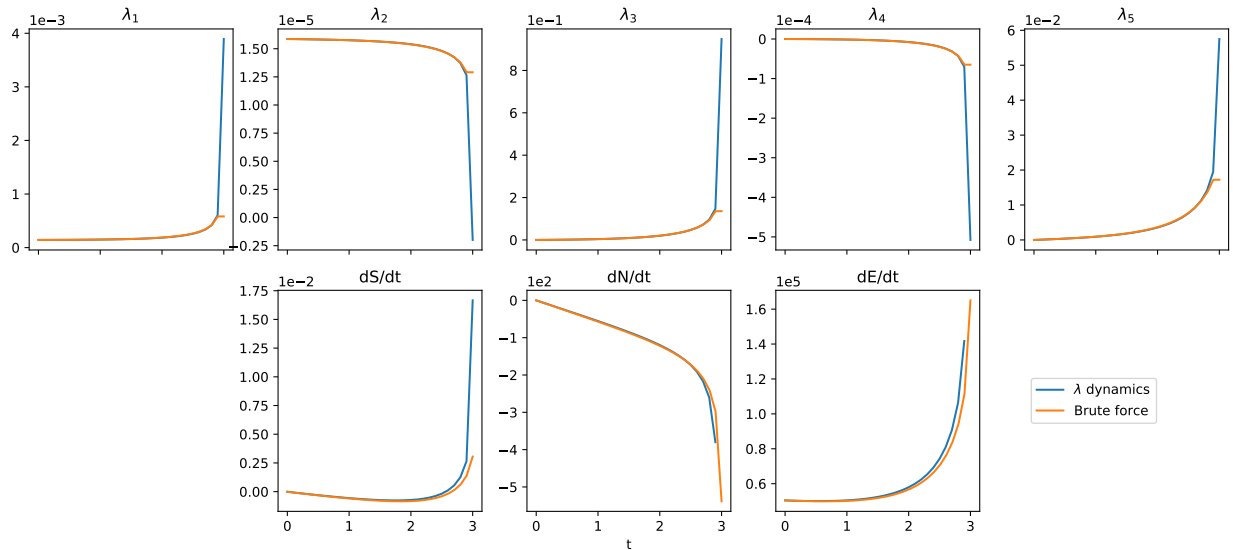 λ1
1e−3
4
3
2
1
0
λ2
1e−5
1.50
1.25
1.00
0.75
0.50
0.25
0.00
−0.25
λ3
1e−1
8
6
4
2
0
λ4
1e−4
0
−1
−2
−3
−4
−5
λ5
1e−2
6
5
4
3
2
1
0
dS/dt
1e−2
1.75
1.50
1.25
1.00
0.75
0.50
0.25
0.00
0 1 2 3
dN/dt
1e2
0
−1
−2
−3
−4
−5
0 1 2 3
t
dE/dt
1e5
1.6
1.4
1.2
1.0
0.8
0.6
0 1 2 3
λ dynamics
Brute force